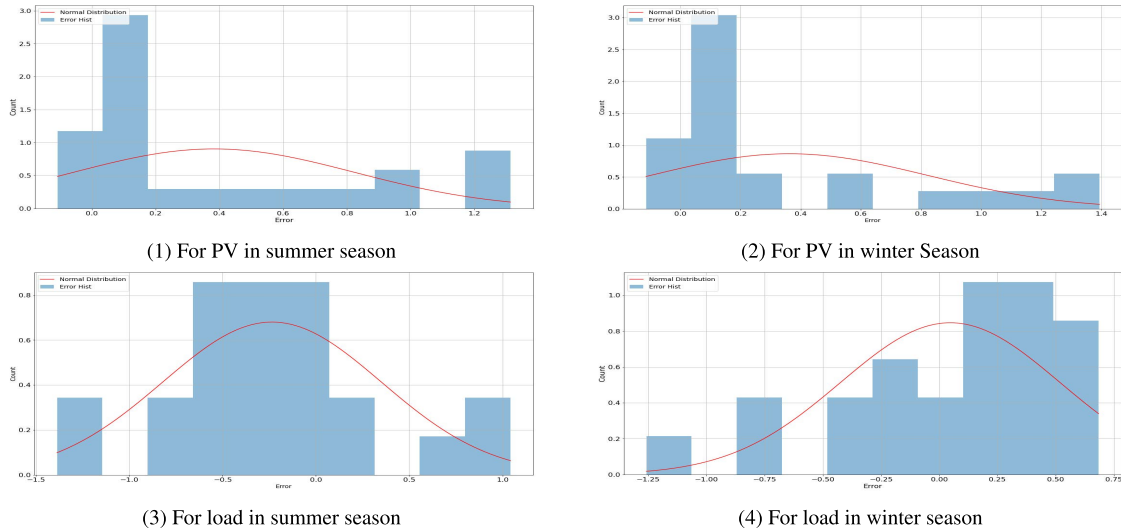 Normal Distribution
Error Hist
3.0
2.5
2.0
1.5
1.0
0.5
0.0
Count
0.0 0.2 0.4 0.6 0.8 1.0 1.2
Error
(1) For PV in summer season
Normal Distribution
Error Hist
3.0
2.5
2.0
1.5
1.0
0.5
0.0
Count
0.0 0.2 0.4 0.6 0.8 1.0 1.2 1.4
Error
(2) For PV in winter Season
Normal Distribution
Error Hist
0.8
0.6
0.4
0.2
0.0
Count
−1.5 −1.0 −0.5 0.0 0.5 1.0
Error
(3) For load in summer season
Normal Distribution
Error Hist
1.0
0.8
0.6
0.4
0.2
0.0
Count
−1.25 −1.00 −0.75 −0.50 −0.25 0.00 0.25 0.50 0.75
Error
(4) For load in winter season